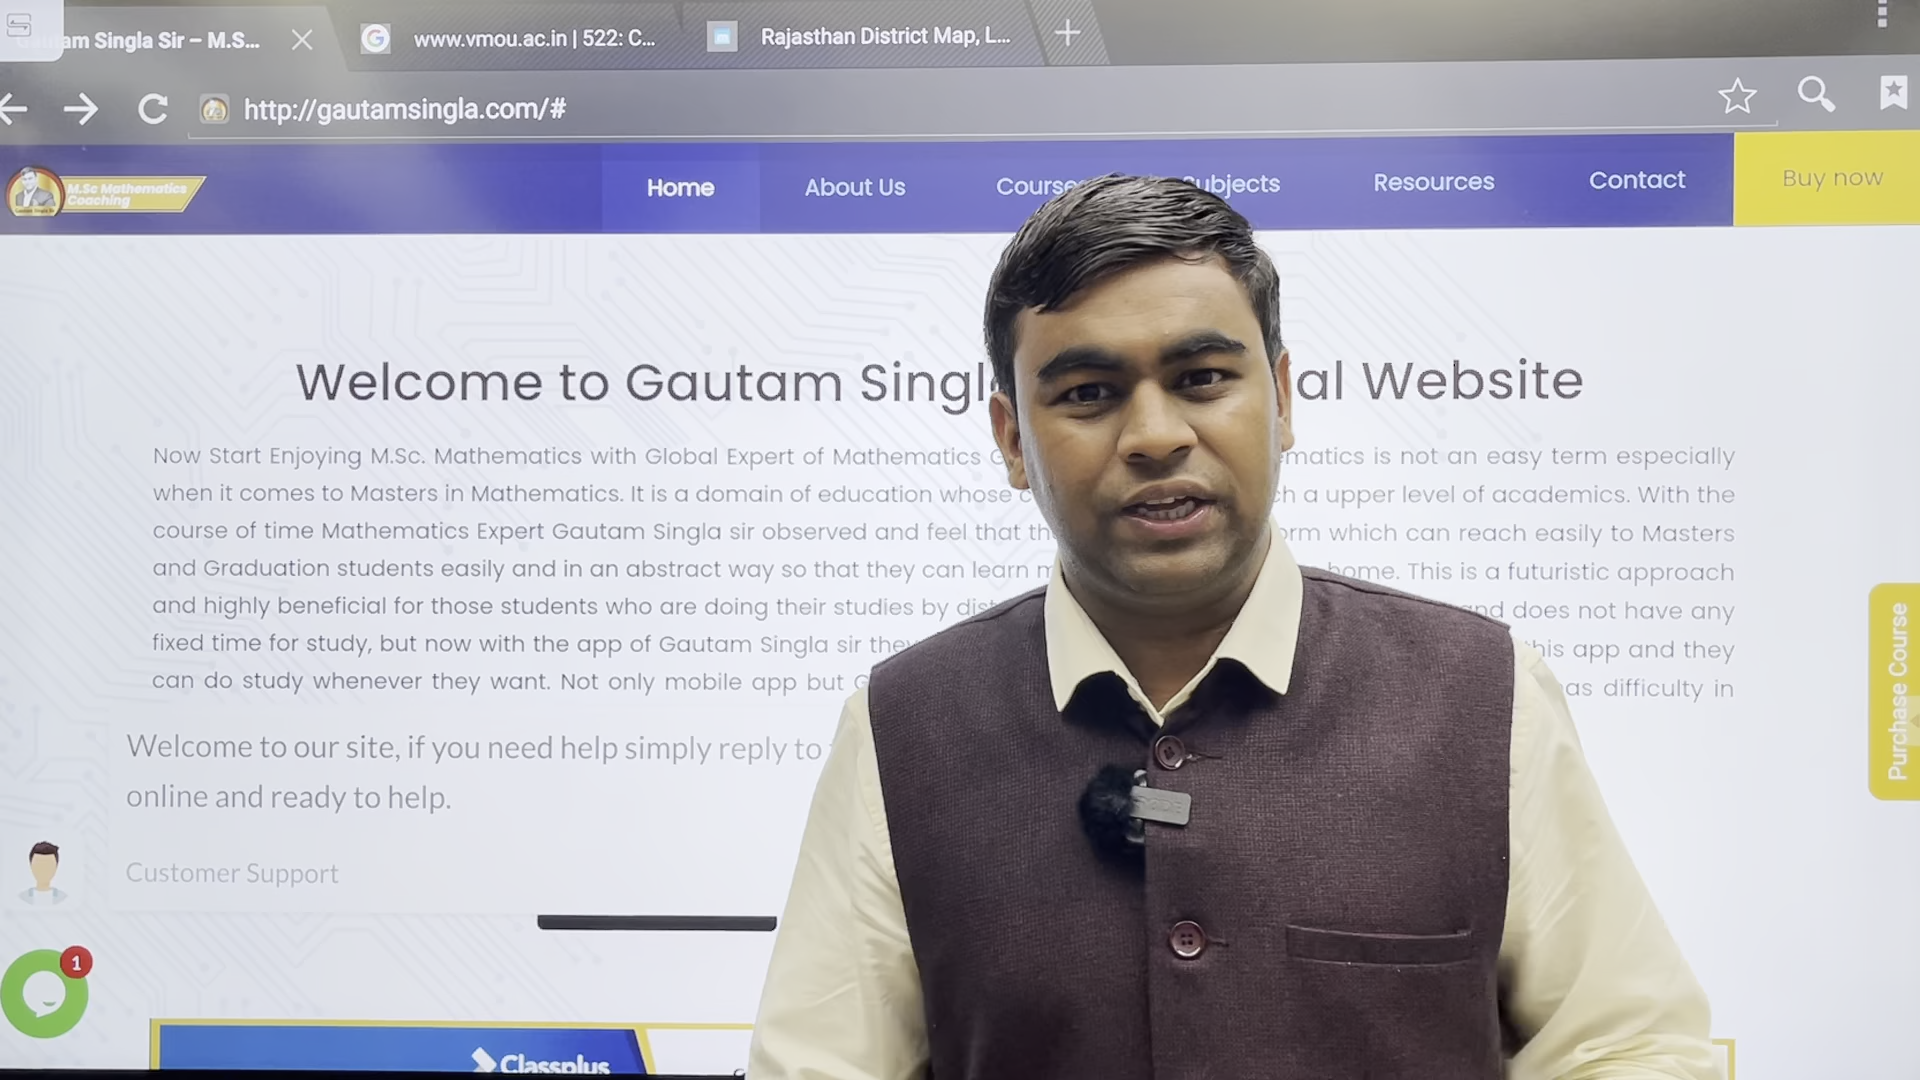 am Singla Sir – M.S...
www.vmou.ac.in | 522: C...
Rajasthan District Map, L...
http://gautamsingla.com/#
M.Sc Mathematics
Coaching
Home
About Us
Course
ubjects
Resources
Contact
Buy now
Welcome to Gautam Singl al Website
Now Start Enjoying M.Sc. Mathematics with Global Expert of Mathematics G matics is not an easy term especially
when it comes to Masters in Mathematics. It is a domain of education whose c ch a upper level of academics. With the
course of time Mathematics Expert Gautam Singla sir observed and feel that th orm which can reach easily to Masters
and Graduation students easily and in an abstract way so that they can learn m home. This is a futuristic approach
and highly beneficial for those students who are doing their studies by dist and does not have any
fixed time for study, but now with the app of Gautam Singla sir they this app and they
can do study whenever they want. Not only mobile app but G as difficulty in
Welcome to our site, if you need help simply reply to
online and ready to help.
Customer Support
1
Purchase Course
Classplus